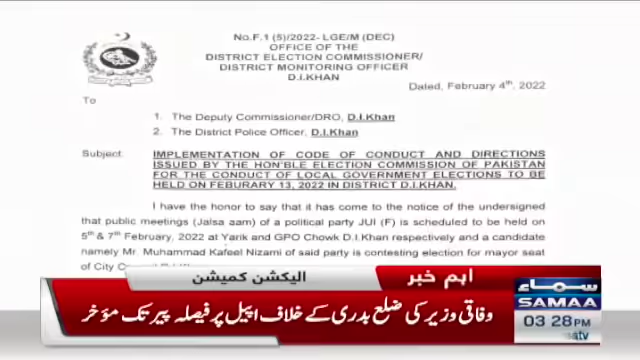 No.F.1 (5)/2022- LGE/M (DEC)
OFFICE OF THE
DISTRICT ELECTION COMMISSIONER/
DISTRICT MONITORING OFFICER
D.I.KHAN
Dated, February 4th, 2022
To
1. The Deputy Commissioner/DRO, D.I.Khan
2. The District Police Officer, D.I.Khan
Subject: IMPLEMENTATION OF CODE OF CONDUCT AND DIRECTIONS
ISSUED BY THE HON'BLE ELECTION COMMISSION OF PAKISTAN
FOR THE CONDUCT OF LOCAL GOVERNMENT ELECTIONS TO BE
HELD ON FEBURARY 13, 2022 IN DISTRICT D.I.KHAN.
I have the honor to say that it has come to the notice of the undersigned
that public meetings (Jalsa aam) of a political party JUI (F) is scheduled to be held on
5th & 7th February, 2022 at Yarik and GPO Chowk D.I.Khan respectively and a candidate
namely Mr. Muhammad Kafeel Nizami of said party is contesting election for mayor seat
of City Council
اہم خبر
الیکشن کمیشن
وفاقی وزیر کی ضلع بدری کے خلاف اپیل پر فیصلہ پیر تک مؤخر
سماء
SAMAA
03:28PM